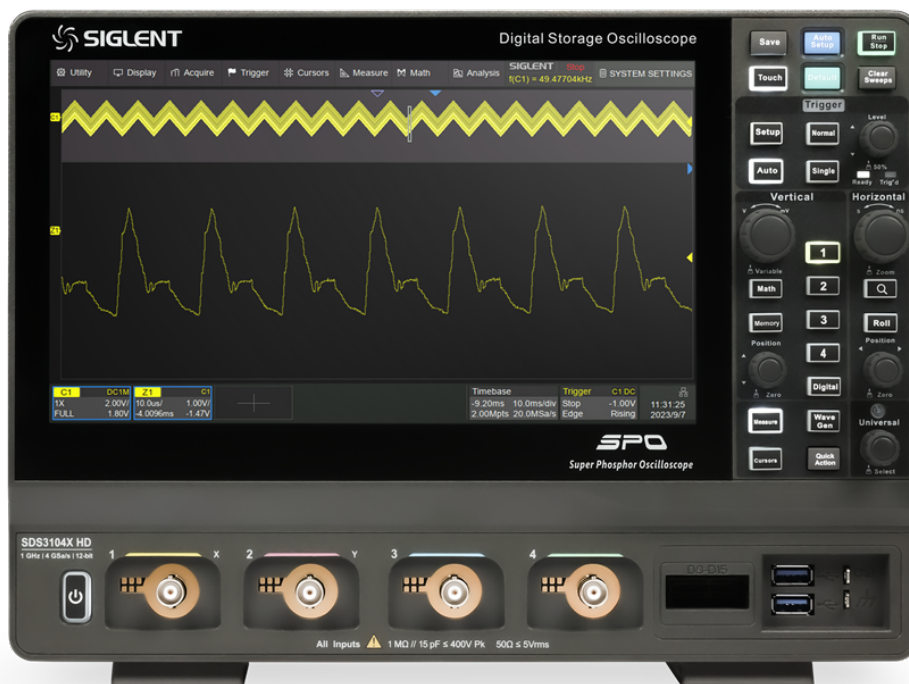 SIGLENT
Digital Storage Oscilloscope
Utility Display Acquire Trigger Cursors Measure Math Analysis
SIGLENT Stop
f(C1) = 49.47704kHz
SYSTEM SETTINGS
C1
Z1
C1 DC1M
1X 2.00V/
FULL 1.80V
Z1 C1
10.0us/ 1.00V/
-4.0096ms -1.47V
Timebase
-9.20ms 10.0ms/div
2.00Mpts 20.0MSa/s
Trigger C1 DC
Stop -1.00V
Edge Rising
11:31:25
2023/9/7
SPO
Super Phosphor Oscilloscope
Save
Auto Setup
Run Stop
Touch
Default
Clear Sweeps
Trigger
Setup
Normal
Level
Auto
Single
50%
Ready Trig'd
Vertical
Horizontal
V mV
s ns
Variable
1
Zoom
Math
2
Memory
3
Roll
Position
4
Position
Zero
Digital
Zero
Measure
Wave Gen
Universal
Cursors
Quick Action
Select
SDS3104X HD
1 GHz | 4 GSa/s | 12-bit
1 X 2 Y 3 4
D0-D15
All Inputs 1 MΩ // 15 pF ≤ 400V Pk 50Ω ≤ 5Vrms